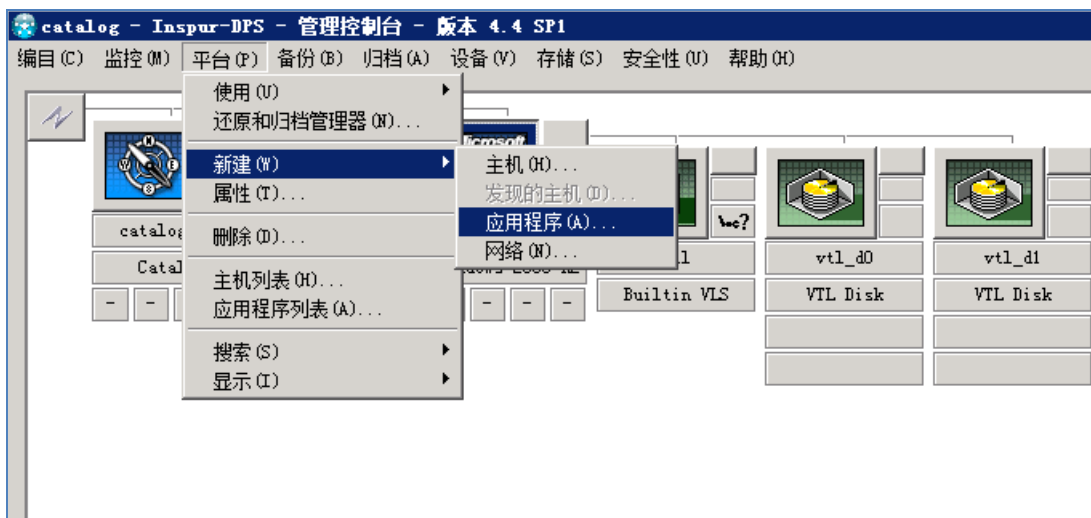 catalog - Inspur-DPS - 管理控制台 - 版本 4.4 SP1
编目(C) 监控(M) 平台(P) 备份(B) 归档(A) 设备(V) 存储(S) 安全性(U) 帮助(H)
使用(U)
还原和归档管理器(N)...
新建(W)
属性(T)...
删除(D)...
主机列表(H)...
应用程序列表(A)...
搜索(S)
显示(I)
主机(H)...
发现的主机(D)...
应用程序(A)...
网络(N)...
catalog
vtl_d0
vtl_d1
Builtin VLS
VTL Disk
VTL Disk